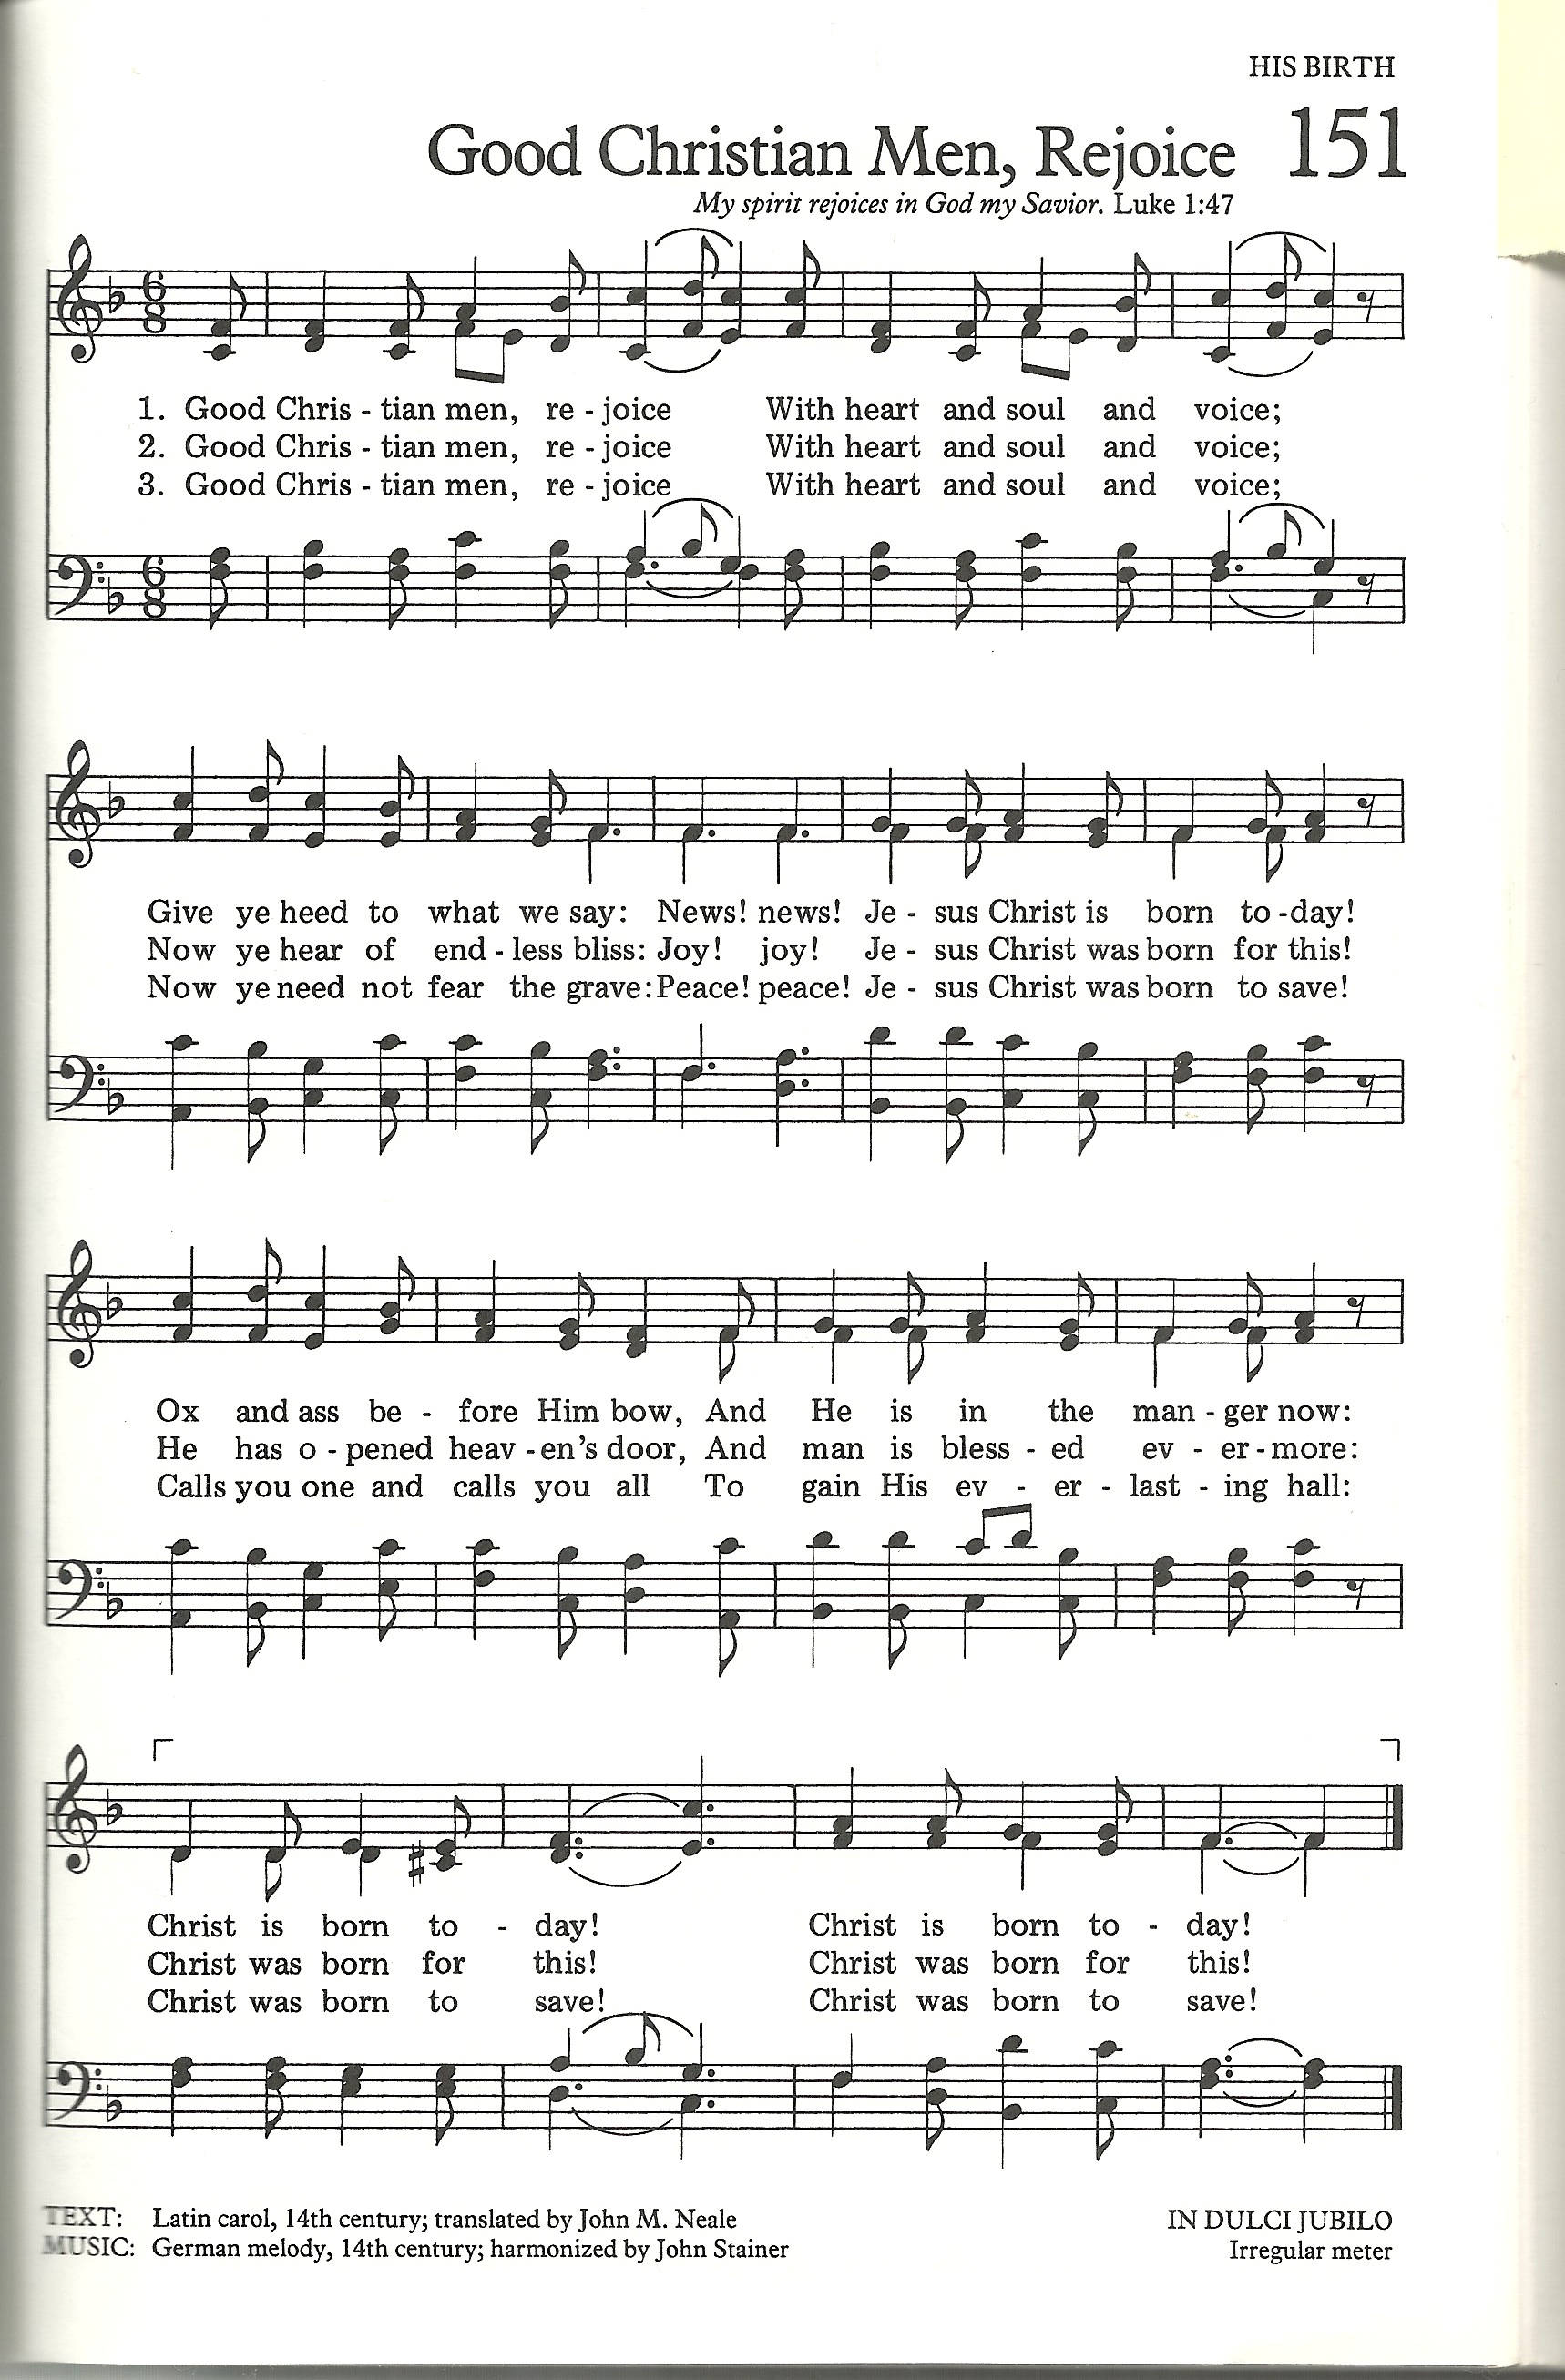 HIS BIRTH
Good Christian Men, Rejoice 151
My spirit rejoices in God my Savior. Luke 1:47
1. Good Chris - tian men, re - joice With heart and soul and voice;
2. Good Chris - tian men, re - joice With heart and soul and voice;
3. Good Chris - tian men, re - joice With heart and soul and voice;
Give ye heed to what we say: News! news! Je - sus Christ is born to - day!
Now ye hear of end - less bliss: Joy! joy! Je - sus Christ was born for this!
Now ye need not fear the grave: Peace! peace! Je - sus Christ was born to save!
Ox and ass be - fore Him bow, And He is in the man - ger now:
He has o - pened heav - en's door, And man is bless - ed ev - er - more:
Calls you one and calls you all To gain His ev - er - last - ing hall:
Christ is born to - day! Christ is born to - day!
Christ was born for this! Christ was born for this!
Christ was born to save! Christ was born to save!
TEXT: Latin carol, 14th century; translated by John M. Neale
MUSIC: German melody, 14th century; harmonized by John Stainer
IN DULCI JUBILO
Irregular meter